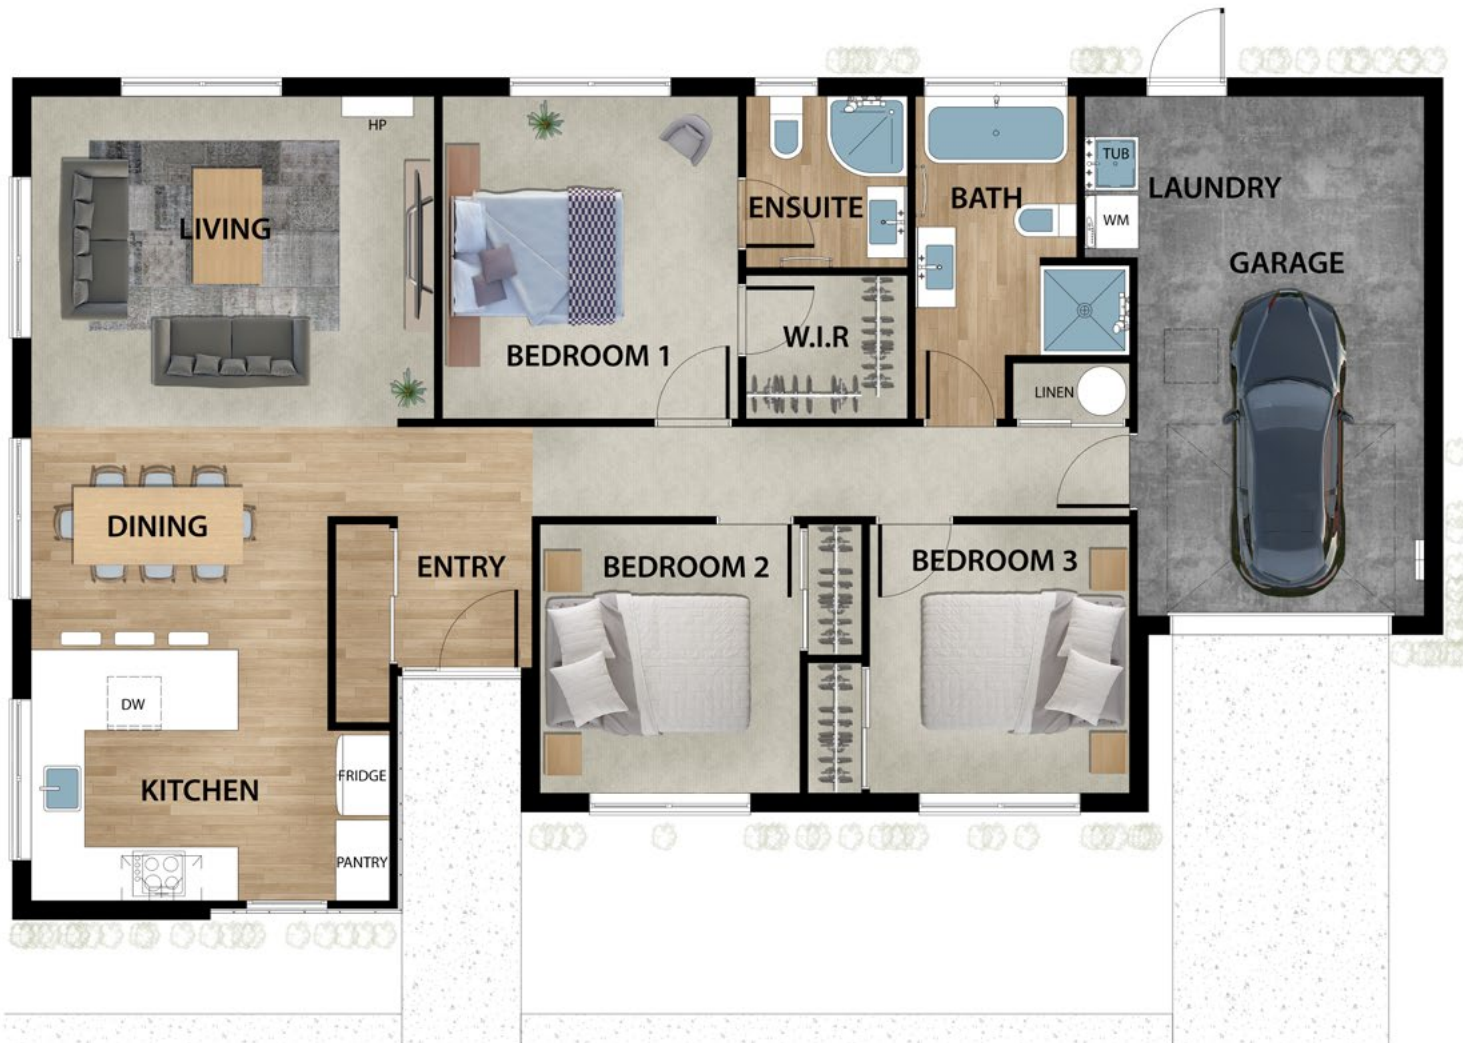 HP
LIVING
BEDROOM 1
ENSUITE
W.I.R
BATH
TUB
WM
LAUNDRY
GARAGE
LINEN
DINING
ENTRY
BEDROOM 2
BEDROOM 3
DW
KITCHEN
FRIDGE
PANTRY